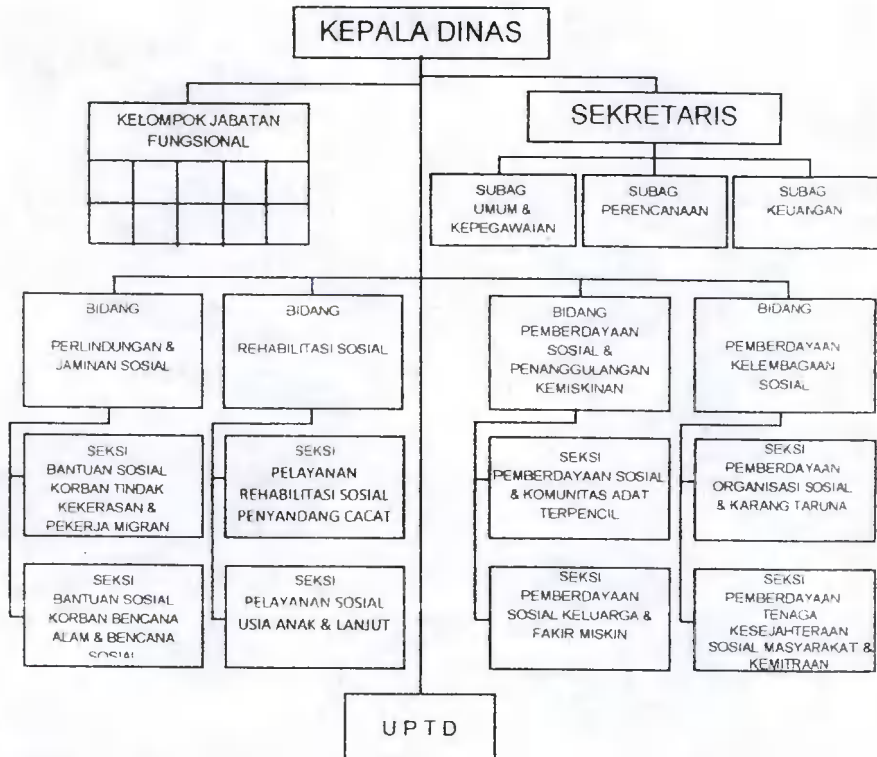 KEPALA DINAS
KELOMPOK JABATAN
FUNGSIONAL
SEKRETARIS
SUBAG
UMUM &
KEPEGAWAIAN
SUBAG
PERENCANAAN
SUBAG
KEUANGAN
BIDANG
PERLINDUNGAN &
JAMINAN SOSIAL
BIDANG
REHABILITASI SOSIAL
BIDANG
PEMBERDAYAAN
SOSIAL &
PENANGGULANGAN
KEMISKINAN
BIDANG
PEMBERDAYAAN
KELEMBAGAAN
SOSIAL
SEKSI
BANTUAN SOSIAL
KORBAN TINDAK
KEKERASAN &
PEKERJA MIGRAN
SEKSI
PELAYANAN
REHABILITASI SOSIAL
PENYANDANG CACAT
SEKSI
PEMBERDAYAAN SOSIAL
& KOMUNITAS ADAT
TERPENCIL
SEKSI
PEMBERDAYAAN
ORGANISASI SOSIAL
& KARANG TARUNA
SEKSI
BANTUAN SOSIAL
KORBAN BENCANA
ALAM & BENCANA
SOSIAL
SEKSI
PELAYANAN SOSIAL
USIA ANAK & LANJUT
SEKSI
PEMBERDAYAAN
SOSIAL KELUARGA &
FAKIR MISKIN
SEKSI
PEMBERDAYAAN
TENAGA
KESEJAHTERAAN
SOSIAL MASYARAKAT &
KEMITRAAN
U P T D